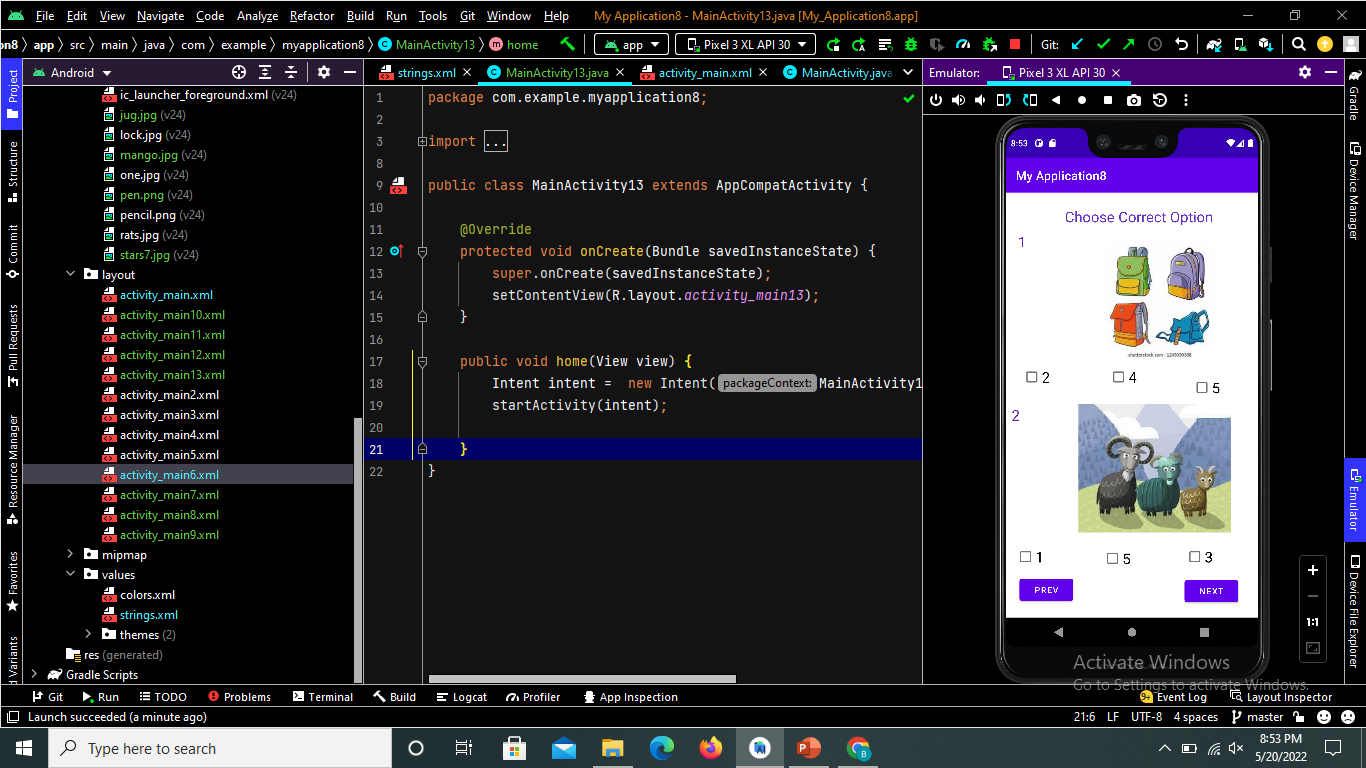 File Edit View Navigate Code Analyze Refactor Build Run Tools Git Window Help My Application8 - MainActivity13.java [My_Application8.app]
on8 app src main java com example myapplication8 MainActivity13 home app Pixel 3 XL API 30 Git:
Android strings.xml MainActivity13.java activity_main.xml MainActivity.java Emulator: Pixel 3 XL API 30
Project
Structure
Commit
Pull Requests
Resource Manager
Favorites
Variants
ic_launcher_foreground.xml (v24)
jug.jpg (v24)
lock.jpg (v24)
mango.jpg (v24)
one.jpg (v24)
pen.png (v24)
pencil.png (v24)
rats.jpg (v24)
stars7.jpg (v24)
layout
activity_main.xml
activity_main10.xml
activity_main11.xml
activity_main12.xml
activity_main13.xml
activity_main2.xml
activity_main3.xml
activity_main4.xml
activity_main5.xml
activity_main6.xml
activity_main7.xml
activity_main8.xml
activity_main9.xml
mipmap
values
colors.xml
strings.xml
themes (2)
res (generated)
Gradle Scripts
1 package com.example.myapplication8;
2
3 import ...
8
9 public class MainActivity13 extends AppCompatActivity {
10
11 @Override
12 protected void onCreate(Bundle savedInstanceState) {
13 super.onCreate(savedInstanceState);
14 setContentView(R.layout.activity_main13);
15 }
16
17 public void home(View view) {
18 Intent intent = new Intent( packageContext: MainActivity1
19 startActivity(intent);
20
21 }
22 }
8:53
My Application8
Choose Correct Option
1
shutterstock.com · 1243930388
2 4 5
2
1 5 3
PREV NEXT
1:1
Gradle
Device Manager
Emulator
Device File Explorer
Activate Windows
Go to Settings to activate Windows.
Git Run TODO Problems Terminal Build Logcat Profiler App Inspection 9+ Event Log Layout Inspector
Launch succeeded (a minute ago) 21:6 LF UTF-8 4 spaces master
Type here to search
P
B
8:53 PM
5/20/2022